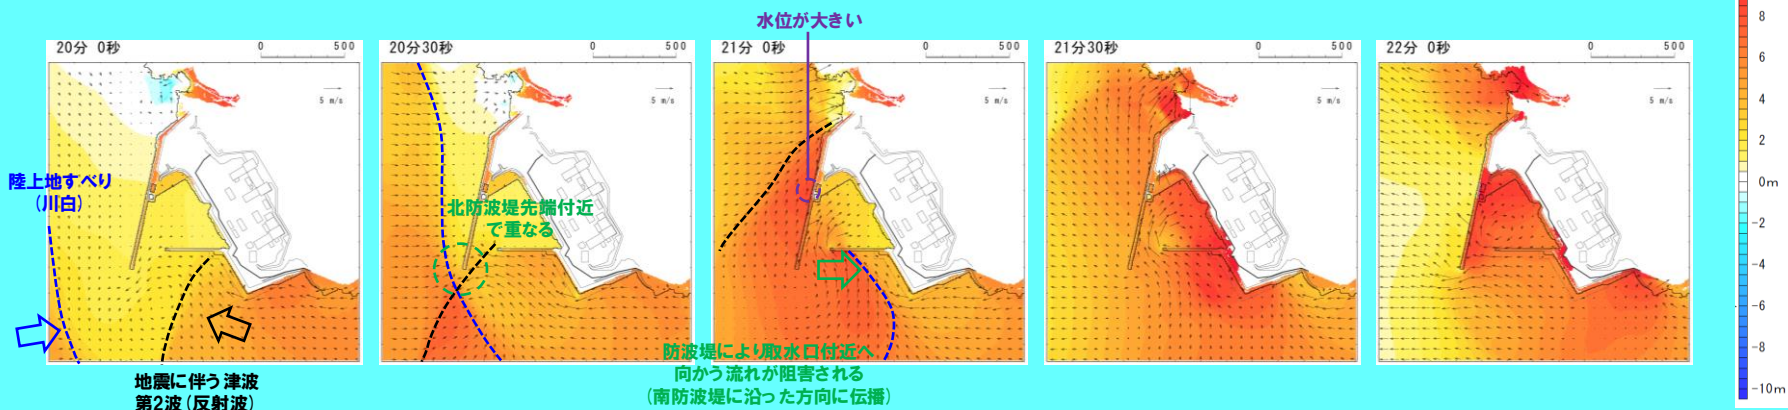 水位が大きい
20分 0秒
0 500
5 m/s
20分30秒
0 500
5 m/s
21分 0秒
0 500
5 m/s
21分30秒
0 500
5 m/s
22分 0秒
0 500
5 m/s
陸上地すべり
(川白)
北防波堤先端付近
で重なる
地震に伴う津波
第2波(反射波)
防波堤により取水口付近へ
向かう流れが阻害される
(南防波堤に沿った方向に伝播)
8
6
4
2
0m
-2
-4
-6
-8
-10m